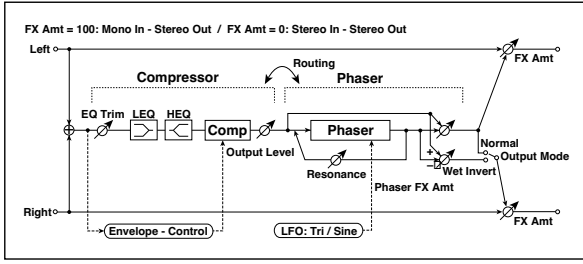 FX Amt = 100: Mono In - Stereo Out  /  FX Amt = 0: Stereo In - Stereo Out
Left
FX Amt
Routing
Compressor
Phaser
EQ Trim
LEQ
HEQ
Comp
Phaser
Output Level
Resonance
Normal
Output Mode
+
−
Wet Invert
Phaser FX Amt
Right
Envelope - Control
LFO: Tri / Sine
FX Amt